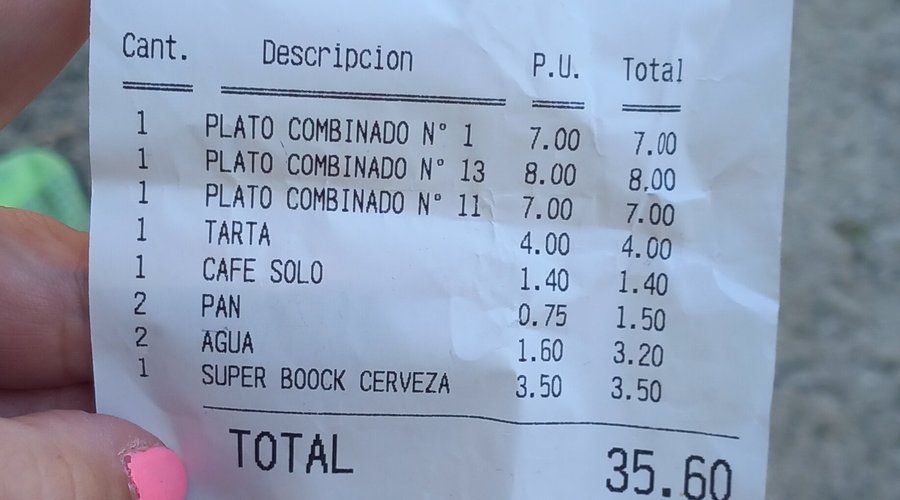 Cant. Descripcion P.U. Total
1 PLATO COMBINADO N° 1 7.00 7.00
1 PLATO COMBINADO N° 13 8.00 8.00
1 PLATO COMBINADO N° 11 7.00 7.00
1 TARTA 4.00 4.00
1 CAFE SOLO 1.40 1.40
2 PAN 0.75 1.50
2 AGUA 1.60 3.20
1 SUPER BOOCK CERVEZA 3.50 3.50
TOTAL 35.60